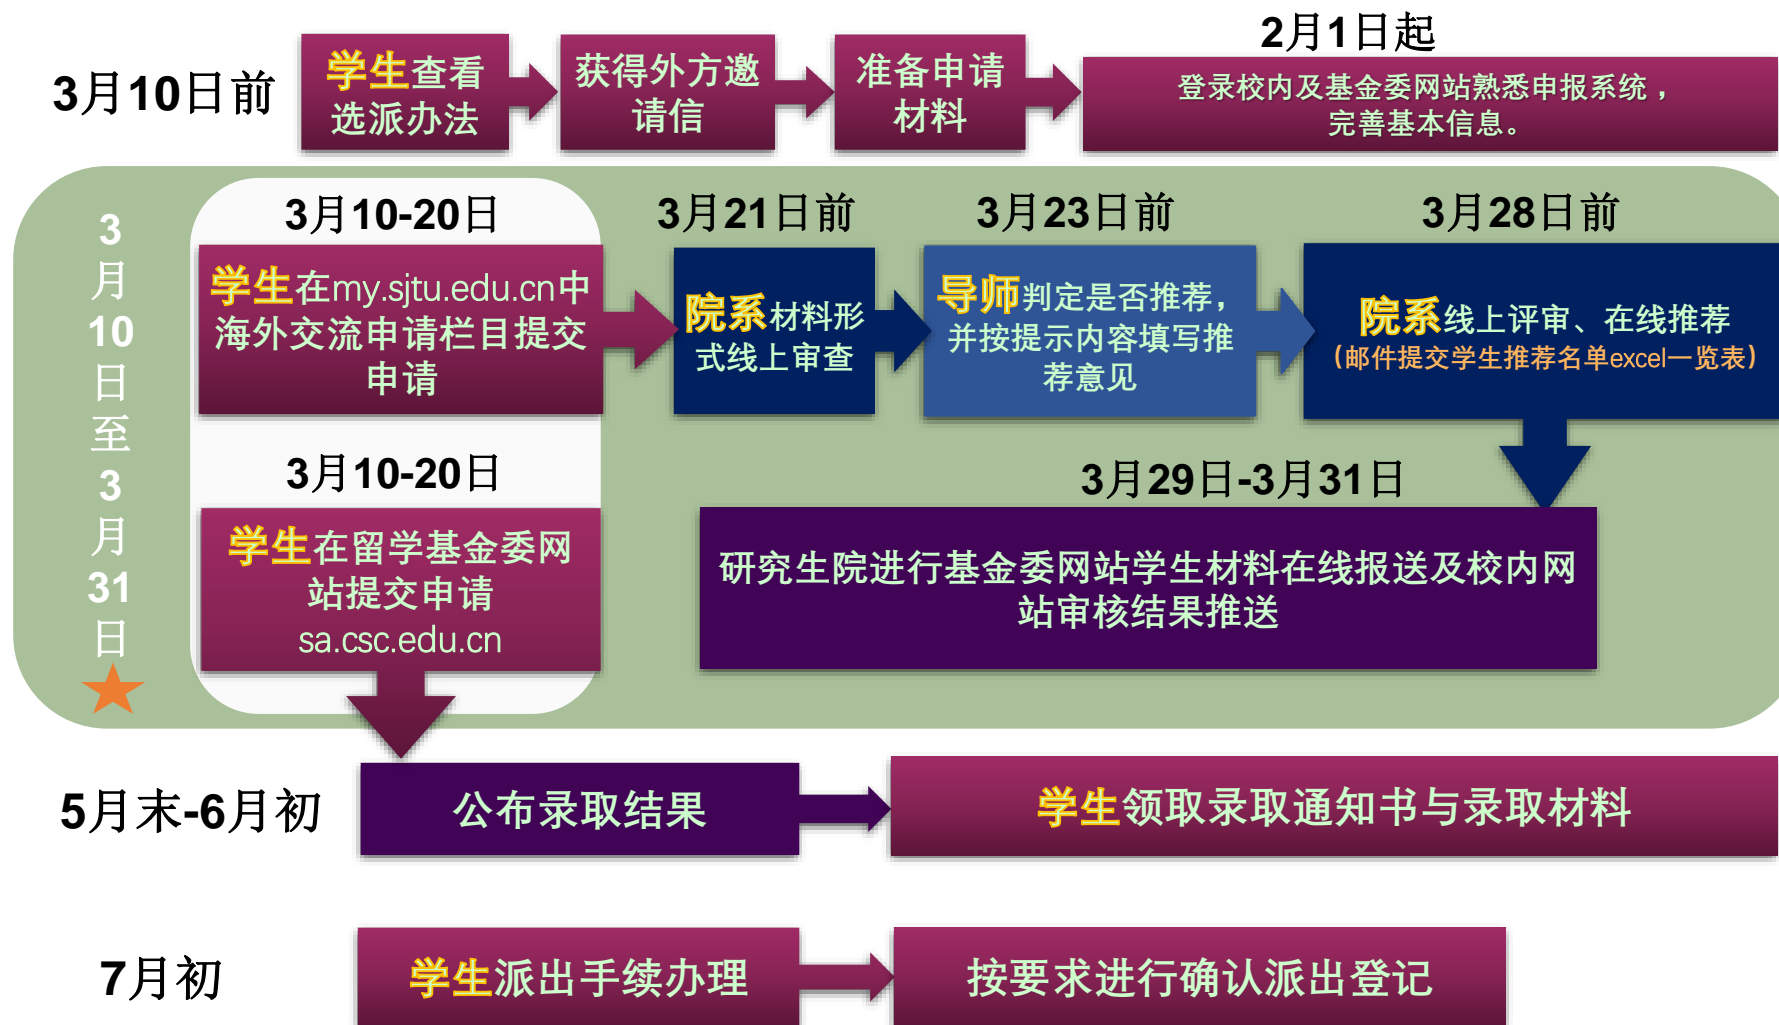 2月1日起
3月10日前
学生查看
选派办法
获得外方邀
请信
准备申请
材料
登录校内及基金委网站熟悉申报系统，
完善基本信息。
3
月
10
日
至
3
月
31
日
3月10-20日
学生在my.sjtu.edu.cn中
海外交流申请栏目提交
申请
3月21日前
院系材料形
式线上审查
3月23日前
导师判定是否推荐，
并按提示内容填写推
荐意见
3月28日前
院系线上评审、在线推荐
（邮件提交学生推荐名单excel一览表）
3月10-20日
学生在留学基金委网
站提交申请
sa.csc.edu.cn
3月29日-3月31日
研究生院进行基金委网站学生材料在线报送及校内网
站审核结果推送
5月末-6月初
公布录取结果
学生领取录取通知书与录取材料
7月初
学生派出手续办理
按要求进行确认派出登记